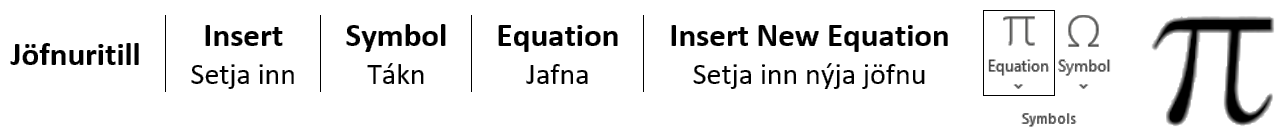 Jöfnuritill
Insert
Setja inn
Symbol
Tákn
Equation
Jafna
Insert New Equation
Setja inn nýja jöfnu
π Ω
Equation Symbol
Symbols
π